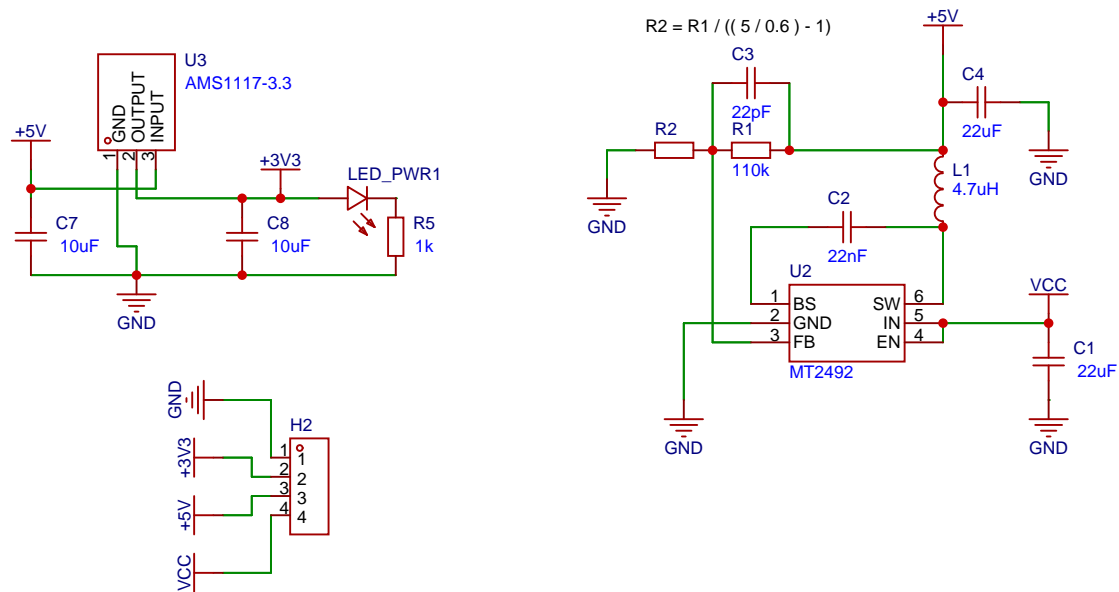 U3
AMS1117-3.3
GND
OUTPUT
INPUT
1
2
3
+5V
+3V3
LED_PWR1
C7
10uF
C8
10uF
R5
1k
GND
R2 = R1 / (( 5 / 0.6 ) - 1)
+5V
C3
22pF
C4
22uF
GND
R2
R1
110k
GND
L1
4.7uH
C2
22nF
U2
1 BS SW 6
2 GND IN 5
3 FB EN 4
MT2492
VCC
C1
22uF
GND
GND
GND
+3V3
+5V
VCC
H2
1 1
2 2
3 3
4 4